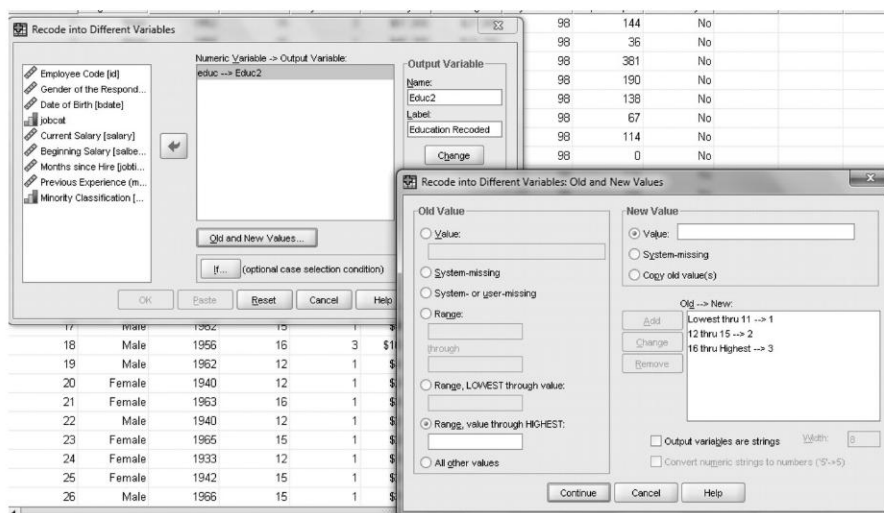 98 144 No
98 36 No
98 381 No
98 190 No
98 138 No
98 67 No
98 114 No
98 0 No
Recode into Different Variables
Employee Code [id]
Gender of the Respond...
Date of Birth [bdate]
jobcat
Current Salary [salary]
Beginning Salary [salbe...
Months since Hire [jobti...
Previous Experience (m...
Minority Classification [...
Numeric Variable -> Output Variable:
educ --> Educ2
Output Variable
Name:
Educ2
Label:
Education Recoded
Change
Old and New Values...
If... (optional case selection condition)
OK Paste Reset Cancel Help
17 Male 1962 15 1
18 Male 1956 16 3
19 Male 1962 12 1
20 Female 1940 12 1
21 Female 1963 16 1
22 Male 1940 12 1
23 Female 1965 15 1
24 Female 1933 12 1
25 Female 1942 15 1
26 Male 1966 15 1
Recode into Different Variables: Old and New Values
Old Value
Value:
System-missing
System- or user-missing
Range:
through
Range, LOWEST through value:
Range, value through HIGHEST:
All other values
New Value
Value:
System-missing
Copy old value(s)
Old --> New:
Add
Change
Remove
Lowest thru 11 --> 1
12 thru 15 --> 2
16 thru Highest --> 3
Output variables are strings Width: 8
Convert numeric strings to numbers ('5'->5)
Continue Cancel Help